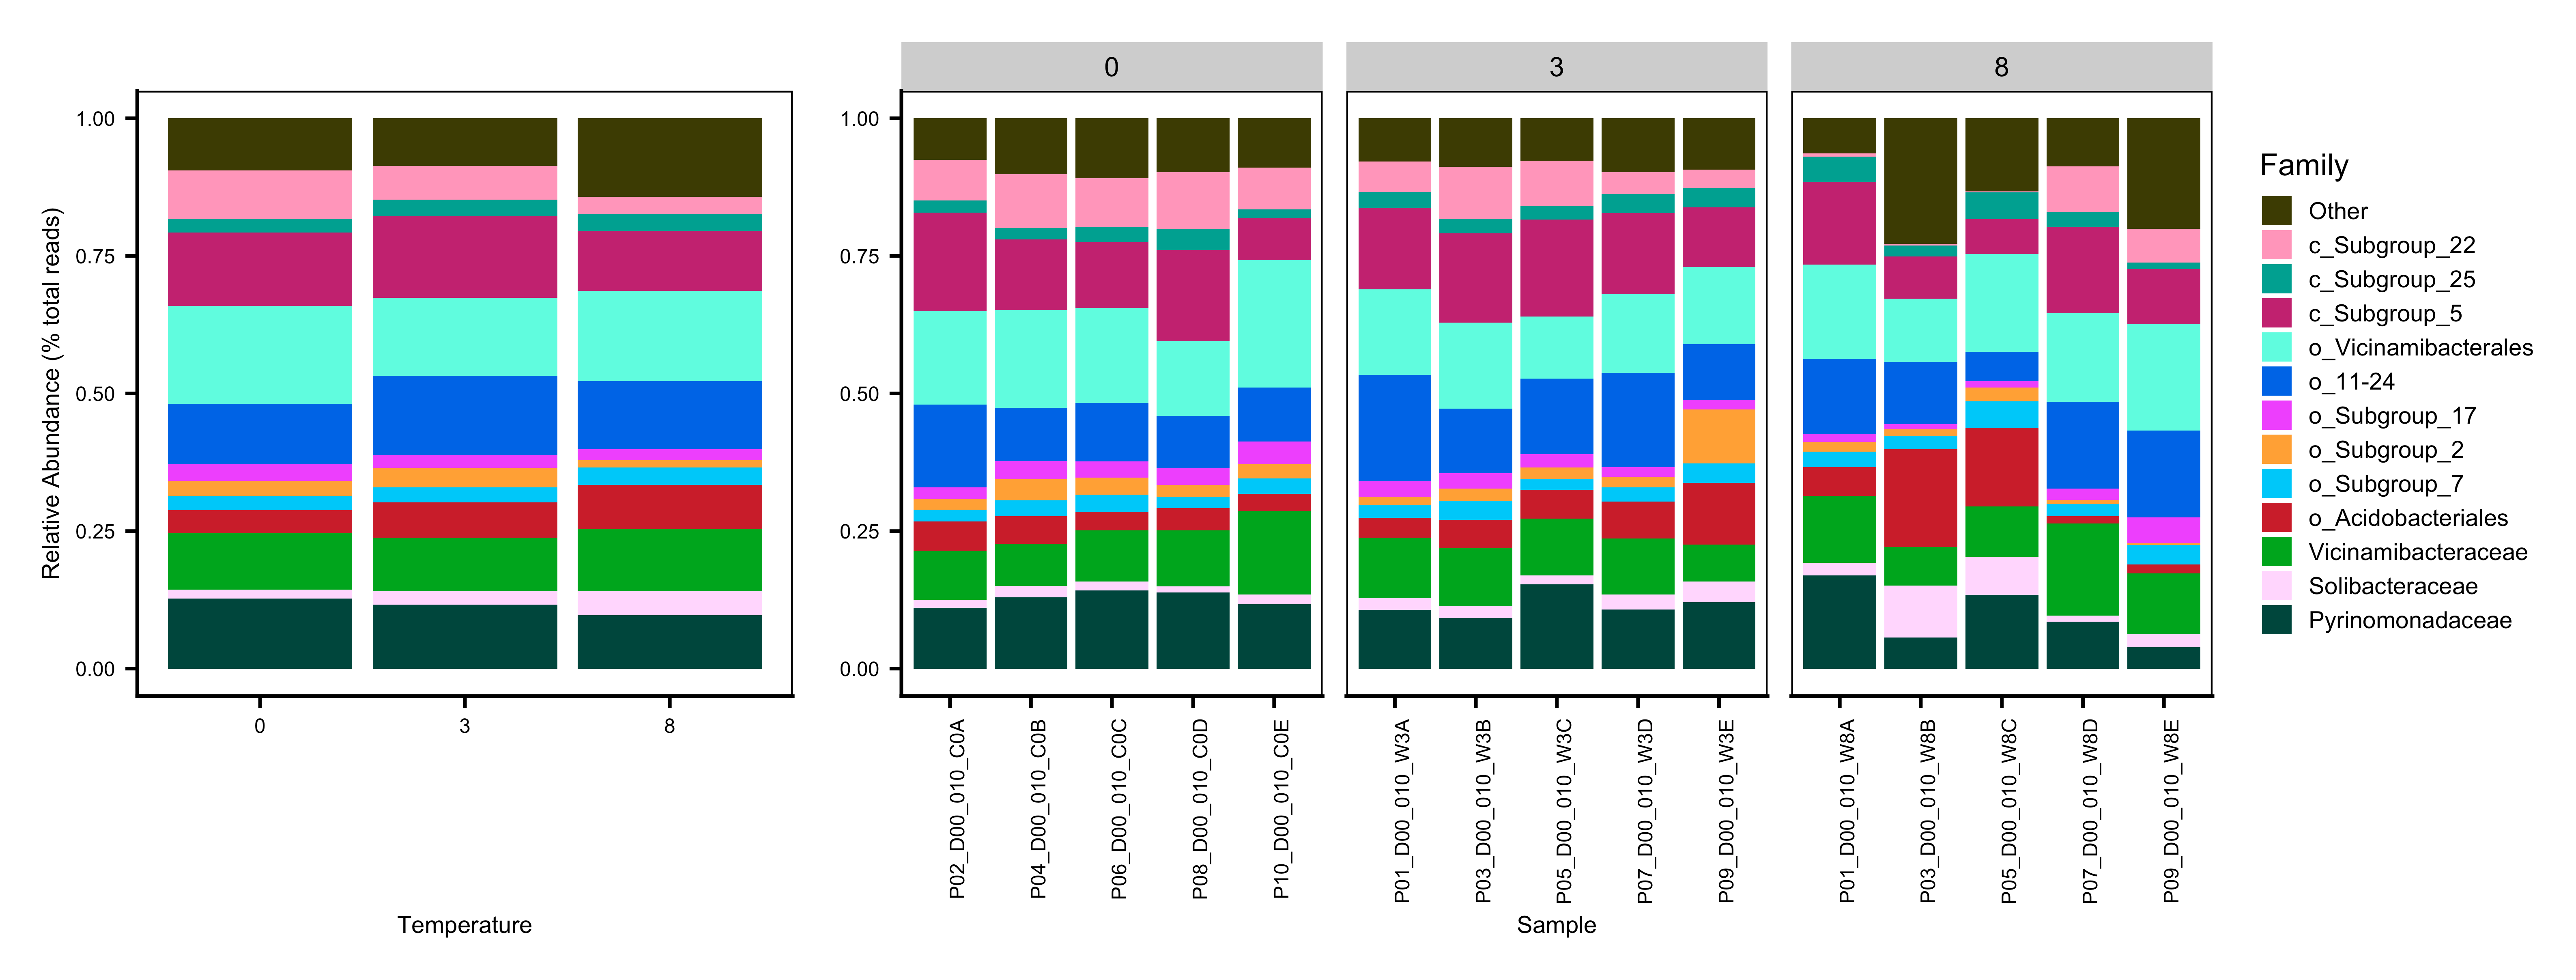 0
3
8
1.00
0.75
0.50
0.25
0.00
Relative Abundance (% total reads)
0
3
8
Temperature
1.00
0.75
0.50
0.25
0.00
P02_D00_010_C0A
P04_D00_010_C0B
P06_D00_010_C0C
P08_D00_010_C0D
P10_D00_010_C0E
P01_D00_010_W3A
P03_D00_010_W3B
P05_D00_010_W3C
P07_D00_010_W3D
P09_D00_010_W3E
P01_D00_010_W8A
P03_D00_010_W8B
P05_D00_010_W8C
P07_D00_010_W8D
P09_D00_010_W8E
Sample
Family
Other
c_Subgroup_22
c_Subgroup_25
c_Subgroup_5
o_Vicinamibacterales
o_11-24
o_Subgroup_17
o_Subgroup_2
o_Subgroup_7
o_Acidobacteriales
Vicinamibacteraceae
Solibacteraceae
Pyrinomonadaceae